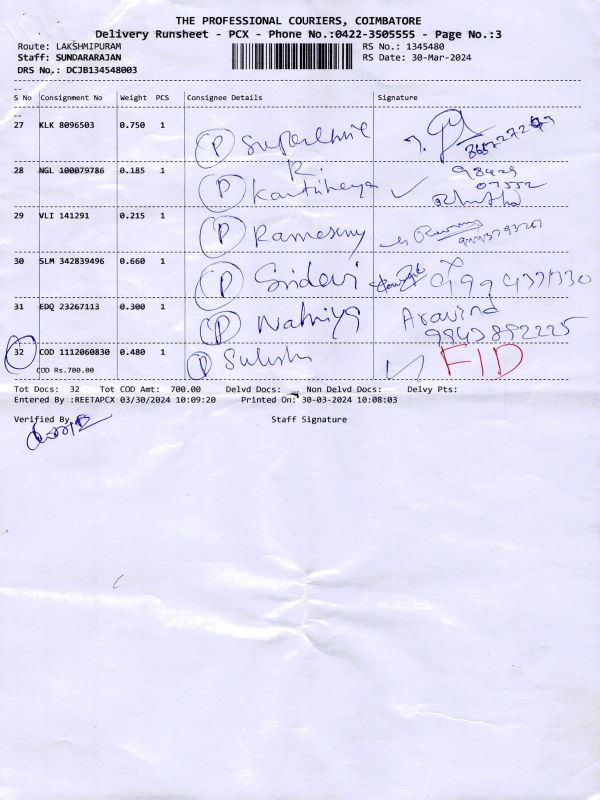 THE PROFESSIONAL COURIERS, COIMBATORE
Delivery Runsheet - PCX - Phone No.:0422-3505555 - Page No.:3
Route: LAKSHMIPURAM RS No.: 1345480
Staff: SUNDARARAJAN RS Date: 30-Mar-2024
DRS No.: DCJB134548003
S No Consignment No Weight PCS Consignee Details Signature
27 KLK 8096503 0.750 1 P
28 NGL 100079786 0.185 1 P K. Kartikeya
98429
07552
29 VLI 141291 0.215 1 P Ramesmy
30 SLM 342839496 0.660 1 P Sridevi
31 EDQ 23267113 0.300 1 P Aravind
32 COD 1112060830 0.480 1 P FID
COD Rs.700.00
Tot Docs: 32 Tot COD Amt: 700.00 Delvd Docs: Non Delvd Docs: Delvy Pts:
Entered By :REETAPCX 03/30/2024 10:09:20 Printed On: 30-03-2024 10:08:03
Verified By Staff Signature